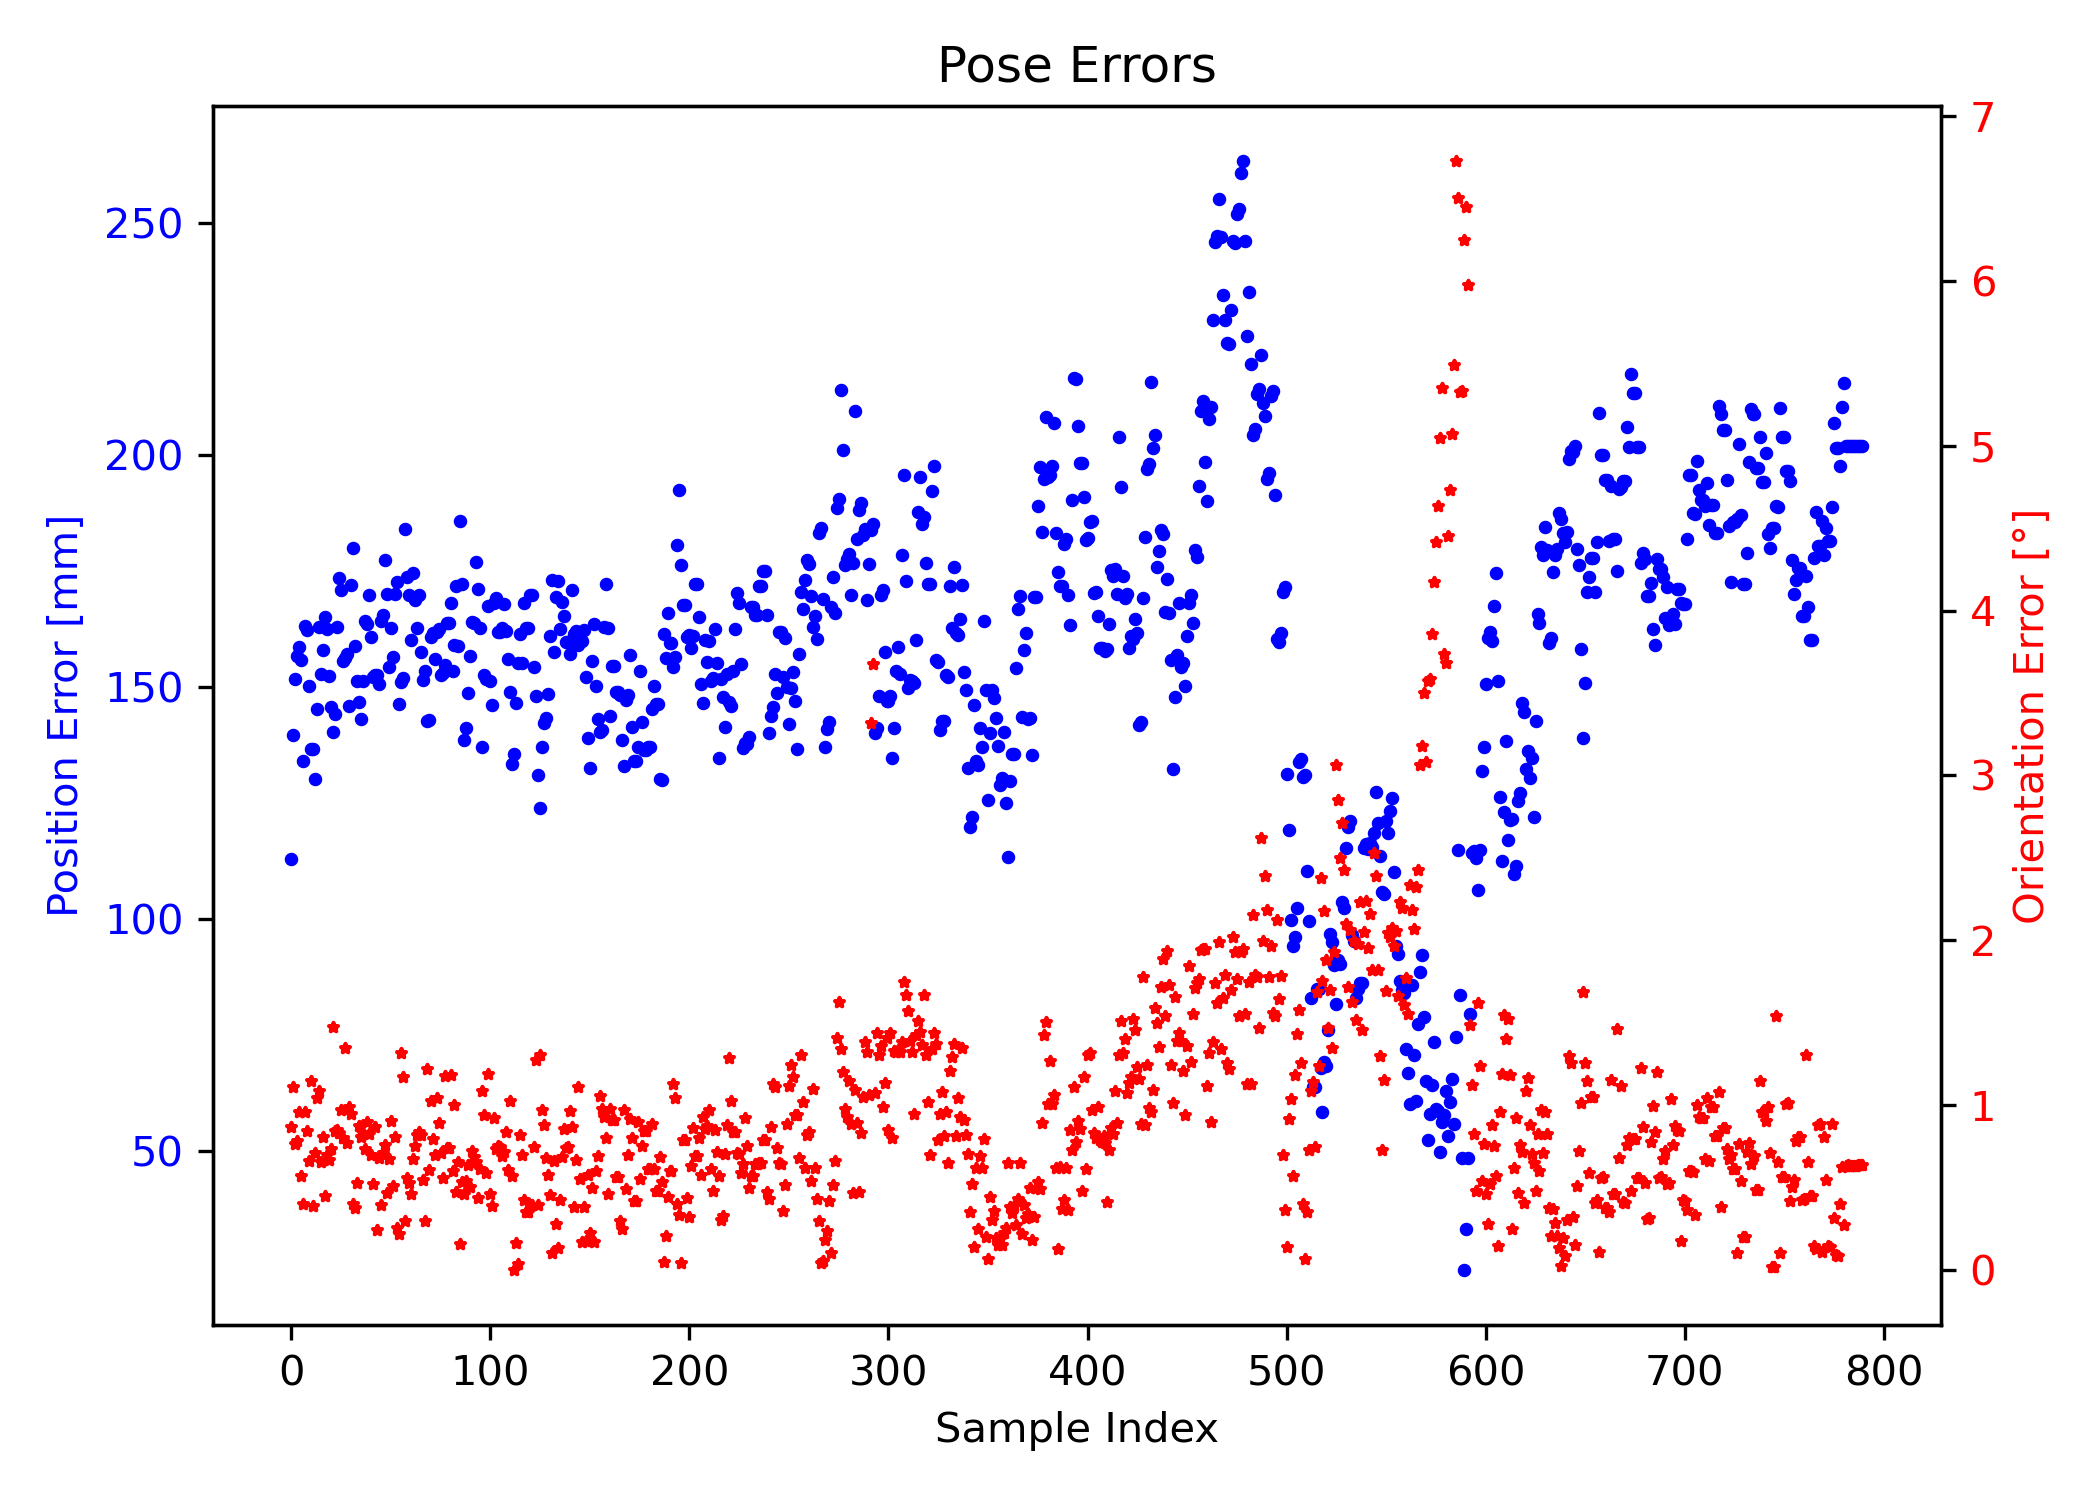 Pose Errors
Position Error [mm]
250
200
150
100
50
7
6
5
4
3
2
1
0
Orientation Error [°]
0 100 200 300 400 500 600 700 800
Sample Index